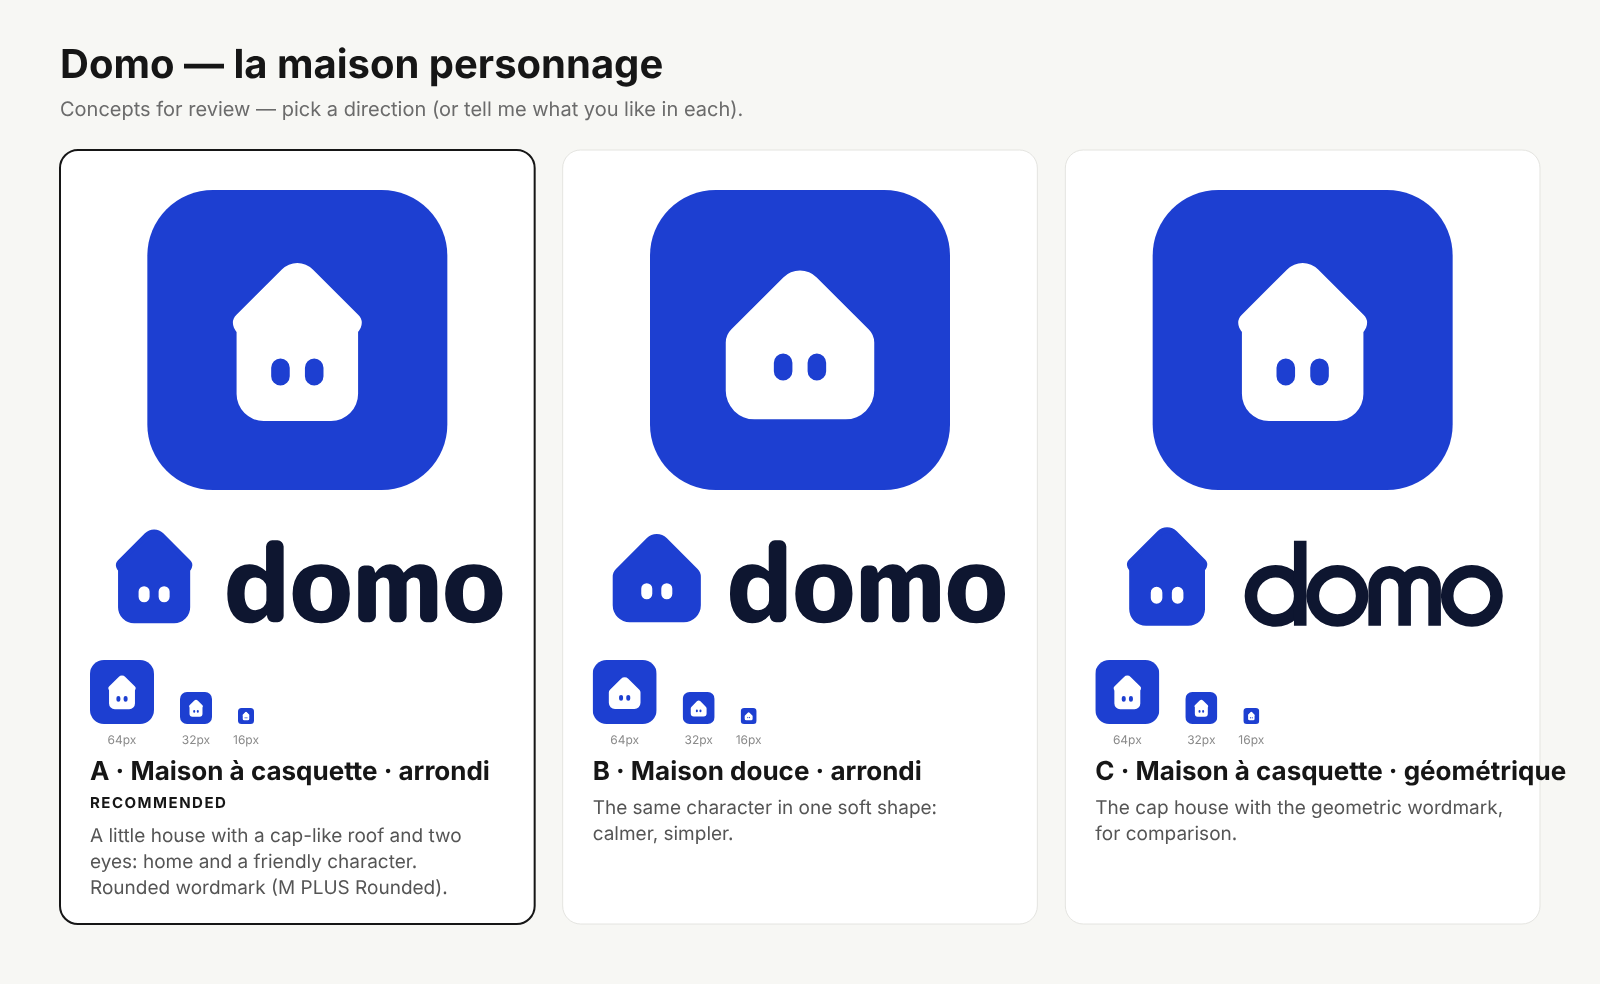 Domo — la maison personnage
Concepts for review — pick a direction (or tell me what you like in each).
domo
64px 32px 16px
A · Maison à casquette · arrondi
RECOMMENDED
A little house with a cap-like roof and two
eyes: home and a friendly character.
Rounded wordmark (M PLUS Rounded).
domo
64px 32px 16px
B · Maison douce · arrondi
The same character in one soft shape:
calmer, simpler.
domo
64px 32px 16px
C · Maison à casquette · géométrique
The cap house with the geometric wordmark,
for comparison.